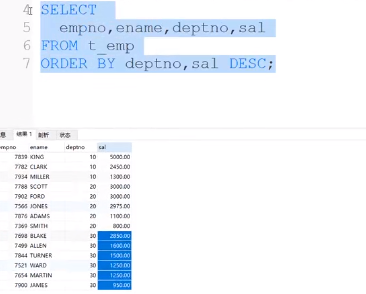 4 SELECT
5 empno,ename,deptno,sal
6 FROM t_emp
7 ORDER BY deptno,sal DESC;
息 结果 1 剖析 状态
empno ename deptno sal
7839 KING 10 5000.00
7782 CLARK 10 2450.00
7934 MILLER 10 1300.00
7788 SCOTT 20 3000.00
7902 FORD 20 3000.00
7566 JONES 20 2975.00
7876 ADAMS 20 1100.00
7369 SMITH 20 800.00
7698 BLAKE 30 2850.00
7499 ALLEN 30 1600.00
7844 TURNER 30 1500.00
7521 WARD 30 1250.00
7654 MARTIN 30 1250.00
7900 JAMES 30 950.00